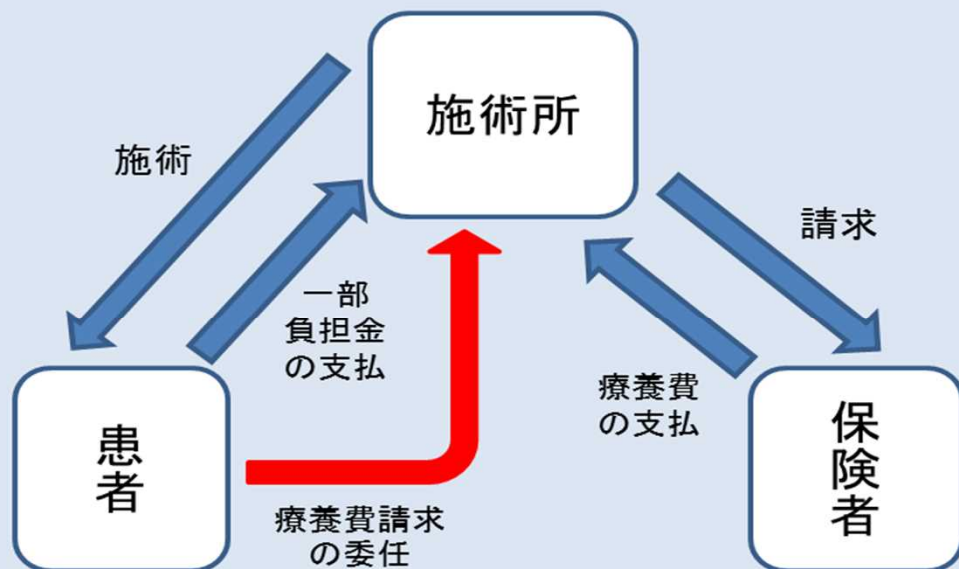 施術所
施術
請求
一部
負担金
の支払
療養費
の支払
患者
保険者
療養費請求
の委任